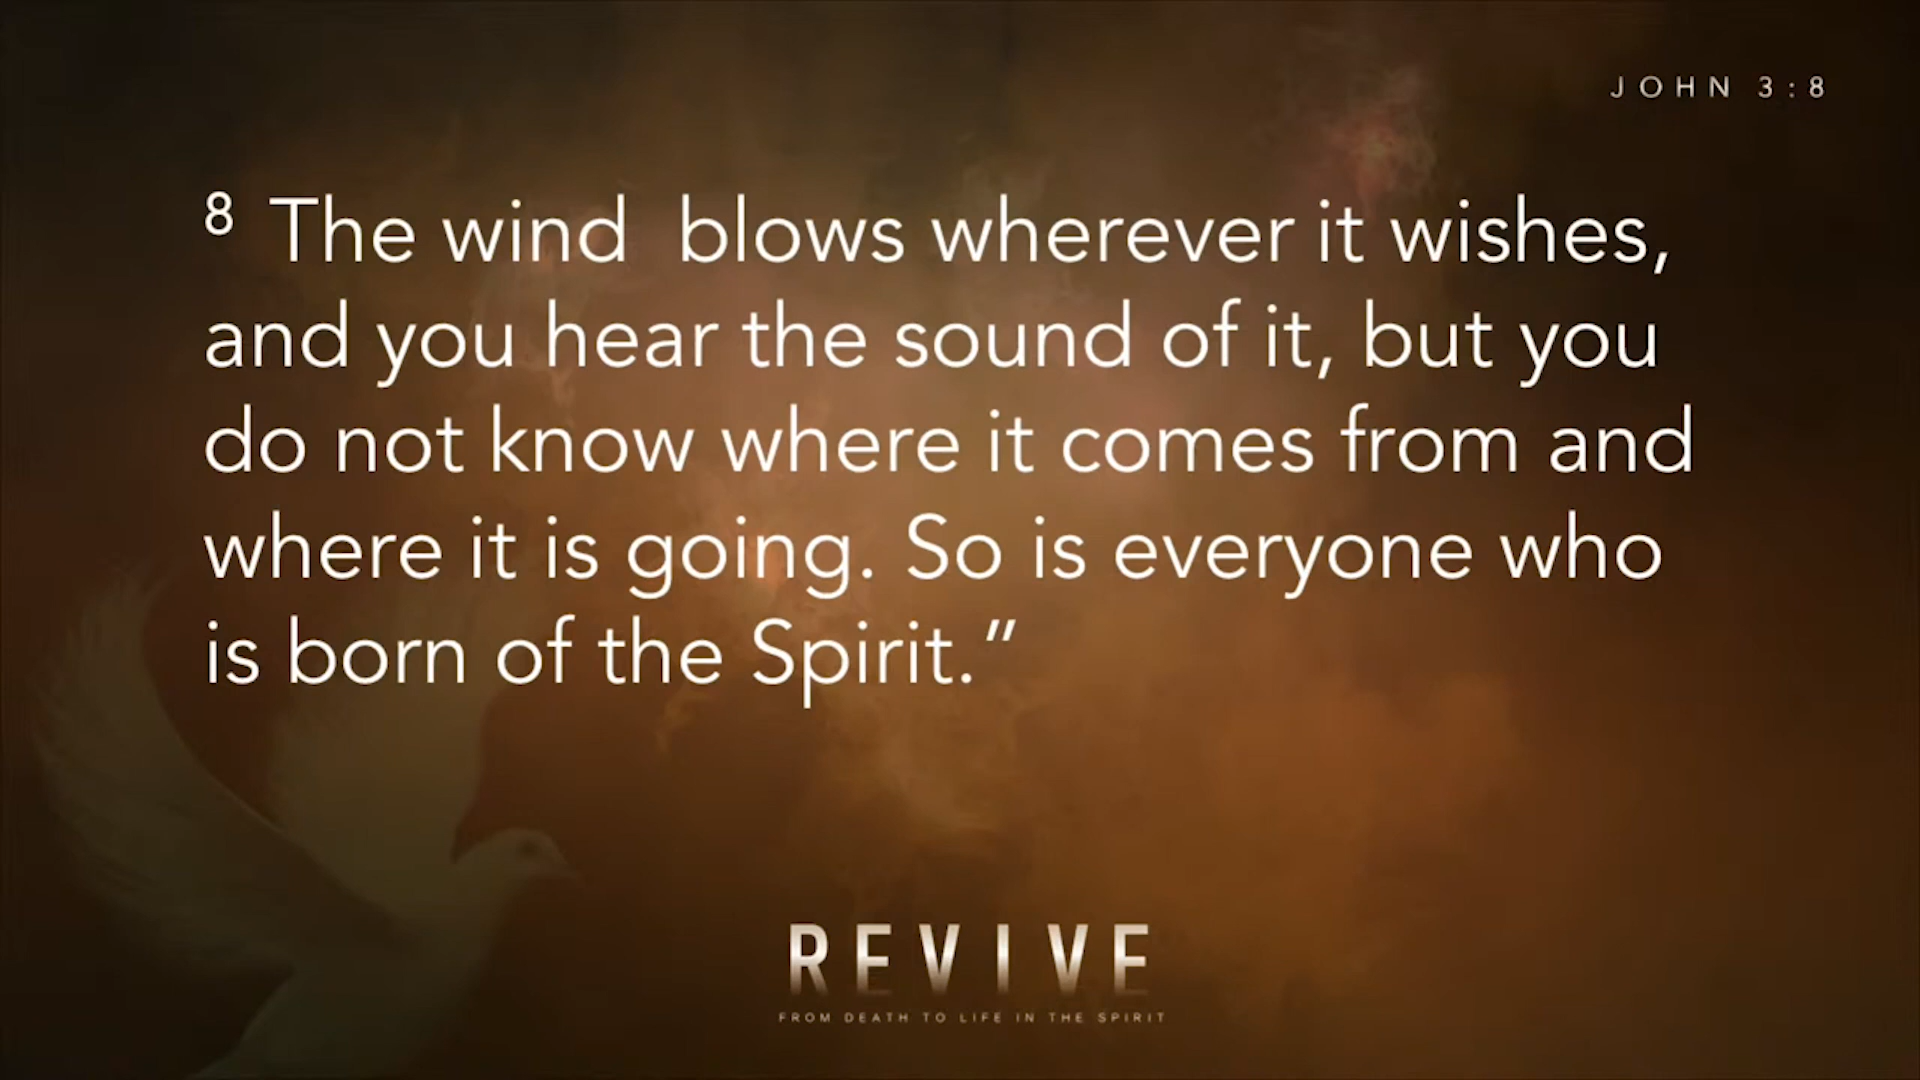 JOHN 3:8
8 The wind  blows wherever it wishes,
and you hear the sound of it, but you
do not know where it comes from and
where it is going. So is everyone who
is born of the Spirit.”
REVIVE
FROM DEATH TO LIFE IN THE SPIRIT